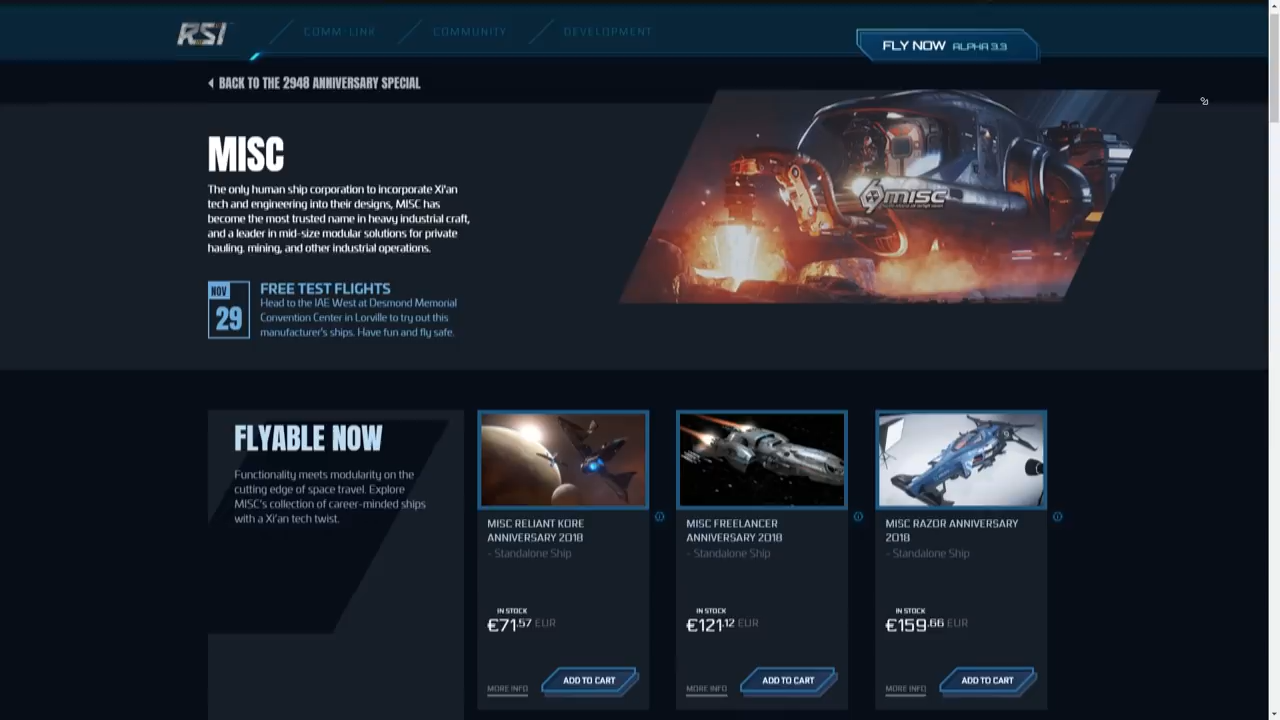 RSI
COMM-LINK
COMMUNITY
DEVELOPMENT
FLY NOW ALPHA 3.3
BACK TO THE 2948 ANNIVERSARY SPECIAL
MISC
The only human ship corporation to incorporate Xi'an
tech and engineering into their designs, MISC has
become the most trusted name in heavy industrial craft,
and a leader in mid-size modular solutions for private
hauling, mining, and other industrial operations.
misc
NOV
29
FREE TEST FLIGHTS
Head to the IAE West at Desmond Memorial
Convention Center in Lorville to try out this
manufacturer's ships. Have fun and fly safe.
FLYABLE NOW
Functionality meets modularity on the
cutting edge of space travel. Explore
MISC's collection of career-minded ships
with a Xi'an tech twist.
MISC RELIANT KORE
ANNIVERSARY 2018
- Standalone Ship
IN STOCK
€71.57 EUR
MORE INFO
ADD TO CART
MISC FREELANCER
ANNIVERSARY 2018
- Standalone Ship
IN STOCK
€121.12 EUR
MORE INFO
ADD TO CART
MISC RAZOR ANNIVERSARY
2018
- Standalone Ship
IN STOCK
€159.66 EUR
MORE INFO
ADD TO CART